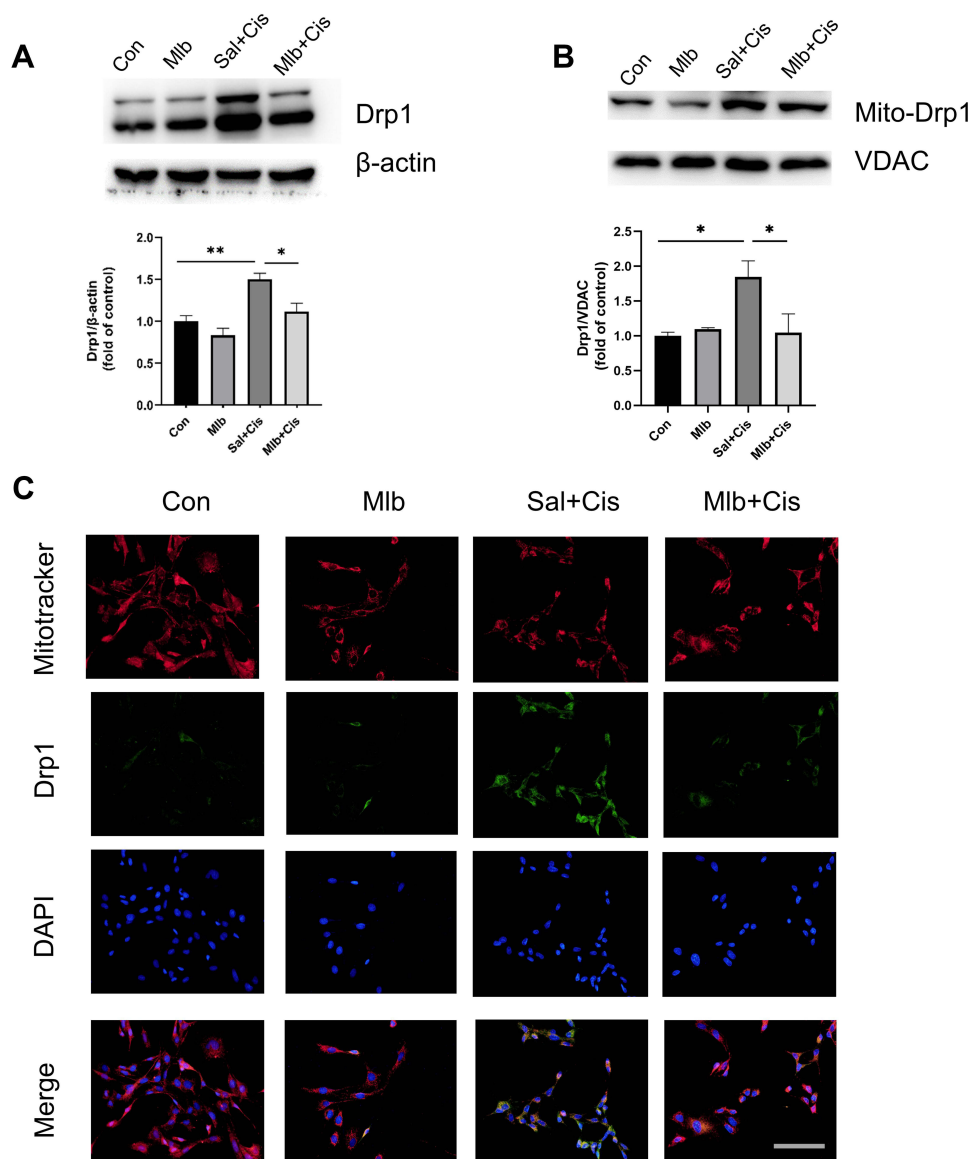 A
Con
Mlb
Sal+Cis
Mlb+Cis
Drp1
β-actin
Drp1/β-actin
(fold of control)
2.0
1.5
1.0
0.5
0.0
**
*
Con
Mlb
Sal+Cis
Mlb+Cis
B
Con
Mlb
Sal+Cis
Mlb+Cis
Mito-Drp1
VDAC
Drp1/VDAC
(fold of control)
2.5
2.0
1.5
1.0
0.5
0.0
*
*
Con
Mlb
Sal+Cis
Mlb+Cis
C
Con
Mlb
Sal+Cis
Mlb+Cis
Mitotracker
Drp1
DAPI
Merge